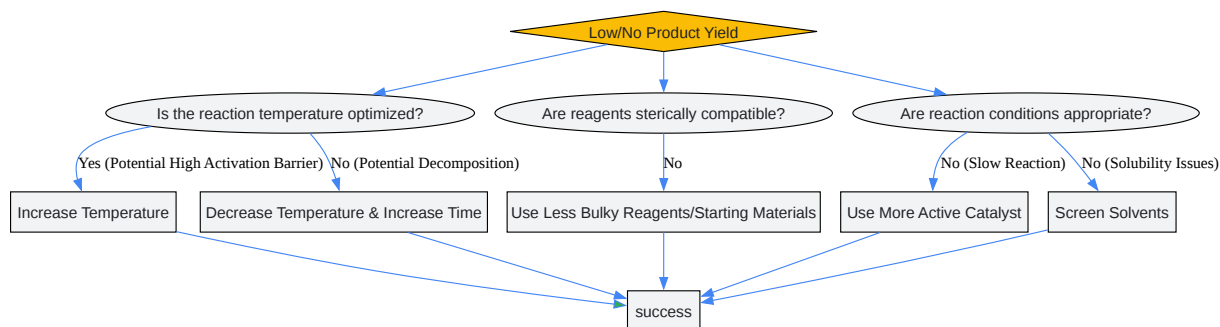 Low/No Product Yield
Is the reaction temperature optimized?
Are reagents sterically compatible?
Are reaction conditions appropriate?
Yes (Potential High Activation Barrier)
No (Potential Decomposition)
No
No (Slow Reaction)
No (Solubility Issues)
Increase Temperature
Decrease Temperature & Increase Time
Use Less Bulky Reagents/Starting Materials
Use More Active Catalyst
Screen Solvents
success